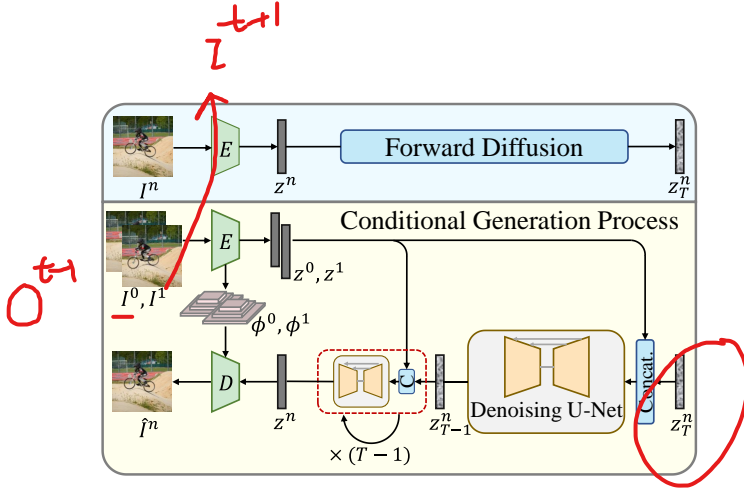 I^{t+1}
E
Forward Diffusion
I^n
z^n
z_T^n
Conditional Generation Process
E
z^0, z^1
O^{t-1}
I^0, I^1
ϕ^0, ϕ^1
D
C
Denoising U-Net
Concat.
Î^n
z^n
z_{T-1}^n
z_T^n
× (T − 1)